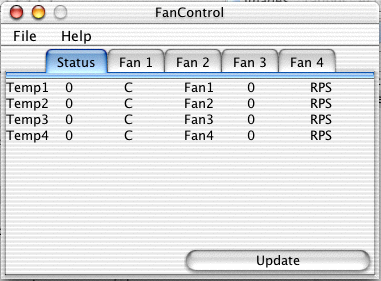 FanControl
File Help
Status Fan 1 Fan 2 Fan 3 Fan 4
Temp1 0 C Fan1 0 RPS
Temp2 0 C Fan2 0 RPS
Temp3 0 C Fan3 0 RPS
Temp4 0 C Fan4 0 RPS
Update